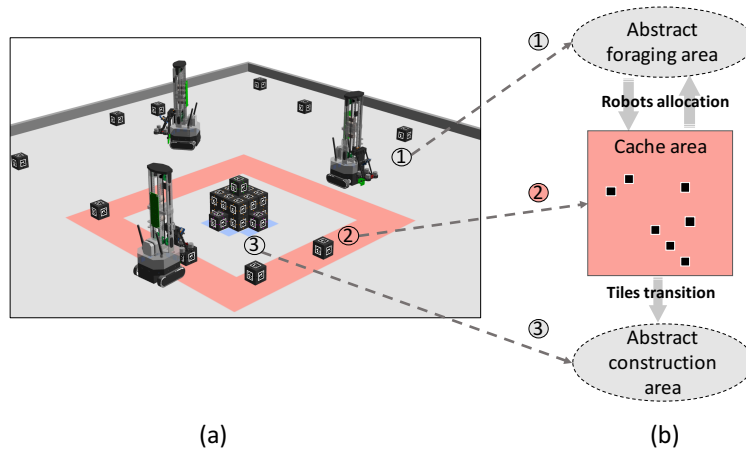 ①
Abstract
foraging area
①
Robots allocation
Cache area
②
②
③
Tiles transition
③
Abstract
construction
area
(a)
(b)